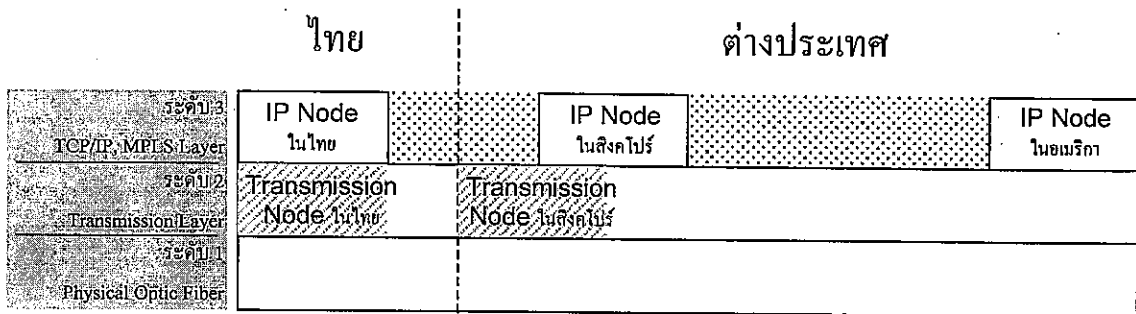 ไทย
ต่างประเทศ
ระดับ 3
TCP/IP, MPLS Layer
IP Node
ในไทย
IP Node
ในสิงคโปร์
IP Node
ในอเมริกา
ระดับ 2
Transmission Layer
Transmission
Node ในไทย
Transmission
Node ในสิงคโปร์
ระดับ 1
Physical Optic Fiber